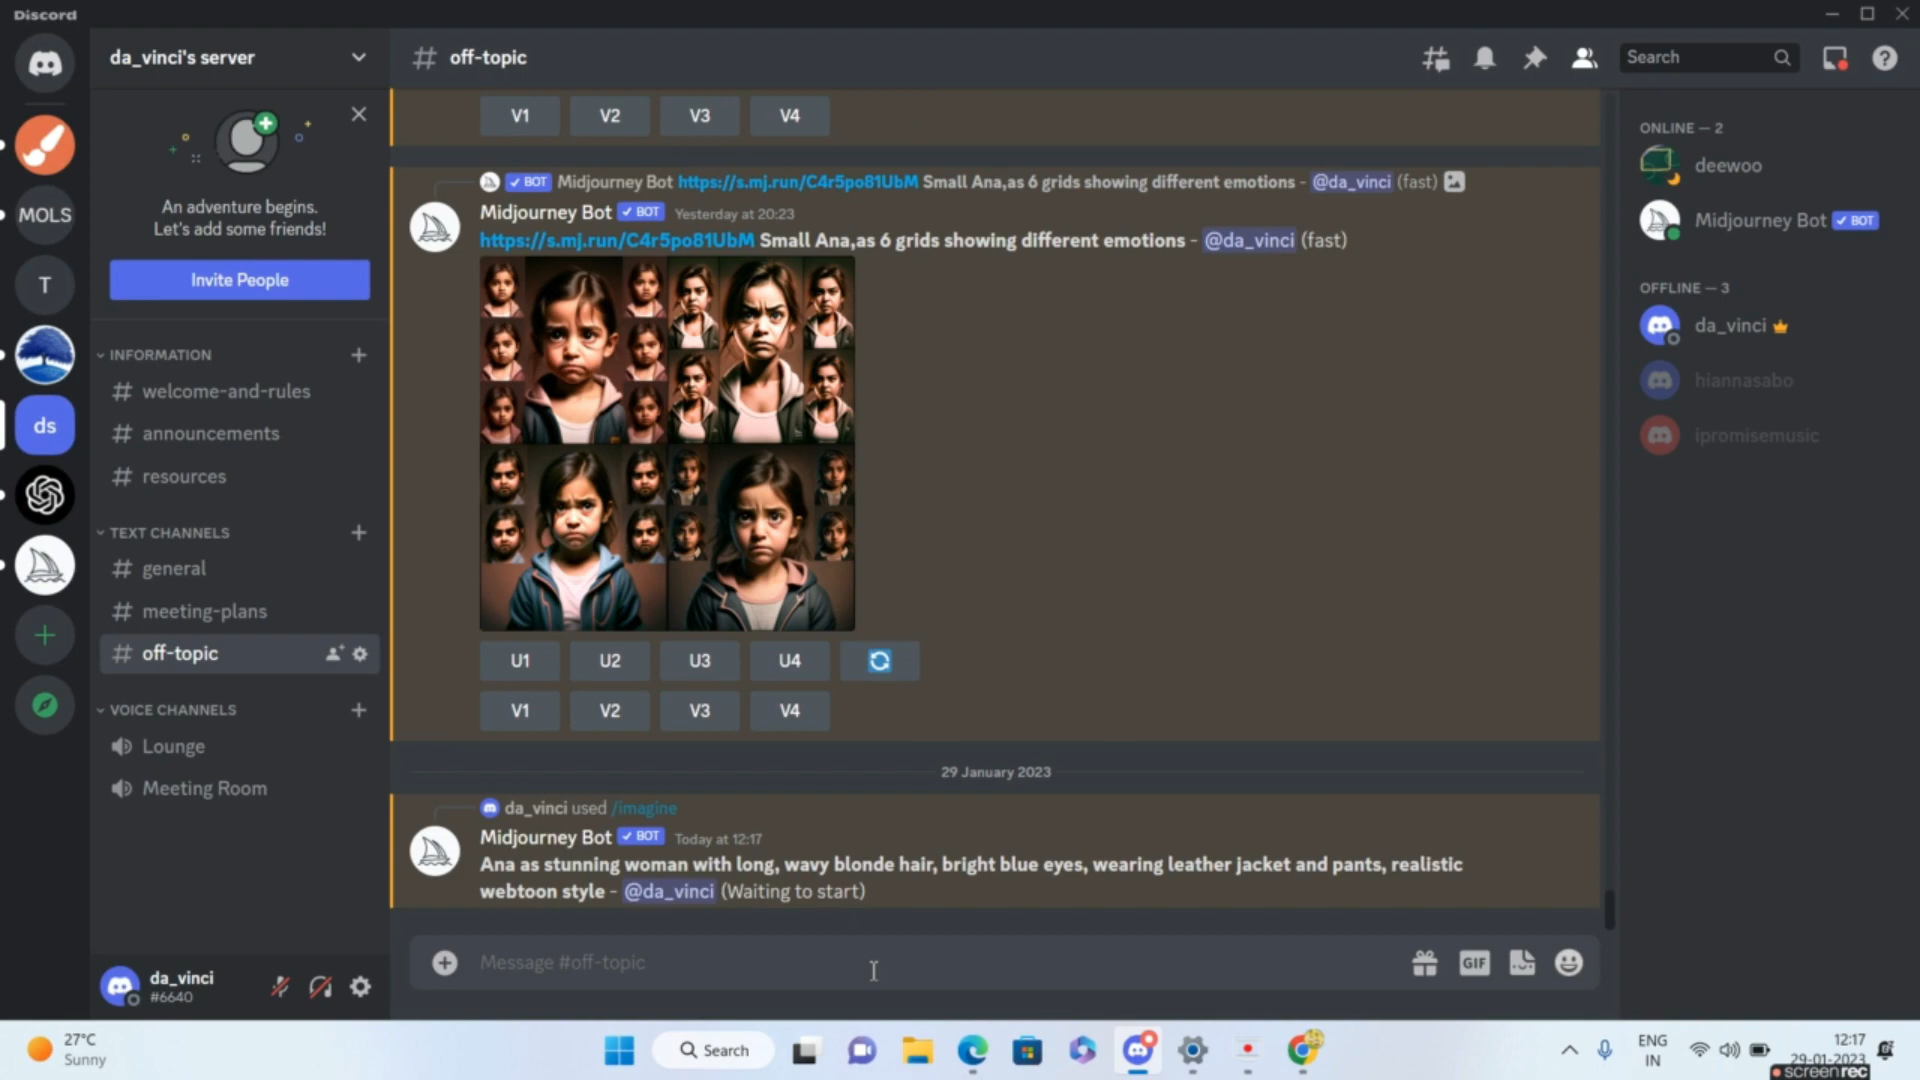 Discord
da_vinci's server
An adventure begins.
Let's add some friends!
Invite People
INFORMATION
welcome-and-rules
announcements
resources
TEXT CHANNELS
general
meeting-plans
off-topic
VOICE CHANNELS
Lounge
Meeting Room
da_vinci
#6640
MOLS
T
ds
# off-topic
Search
V1 V2 V3 V4
BOT Midjourney Bot https://s.mj.run/C4r5po81UbM Small Ana,as 6 grids showing different emotions - @da_vinci (fast)
Midjourney Bot BOT Yesterday at 20:23
https://s.mj.run/C4r5po81UbM Small Ana,as 6 grids showing different emotions - @da_vinci (fast)
U1 U2 U3 U4
V1 V2 V3 V4
29 January 2023
da_vinci used /imagine
Midjourney Bot BOT Today at 12:17
Ana as stunning woman with long, wavy blonde hair, bright blue eyes, wearing leather jacket and pants, realistic
webtoon style - @da_vinci (Waiting to start)
Message #off-topic
GIF
ONLINE — 2
deewoo
Midjourney Bot BOT
OFFLINE — 3
da_vinci
hiannasabo
ipromisemusic
27°C
Sunny
Search
ENG
IN
12:17
29-01-2023
screenrec